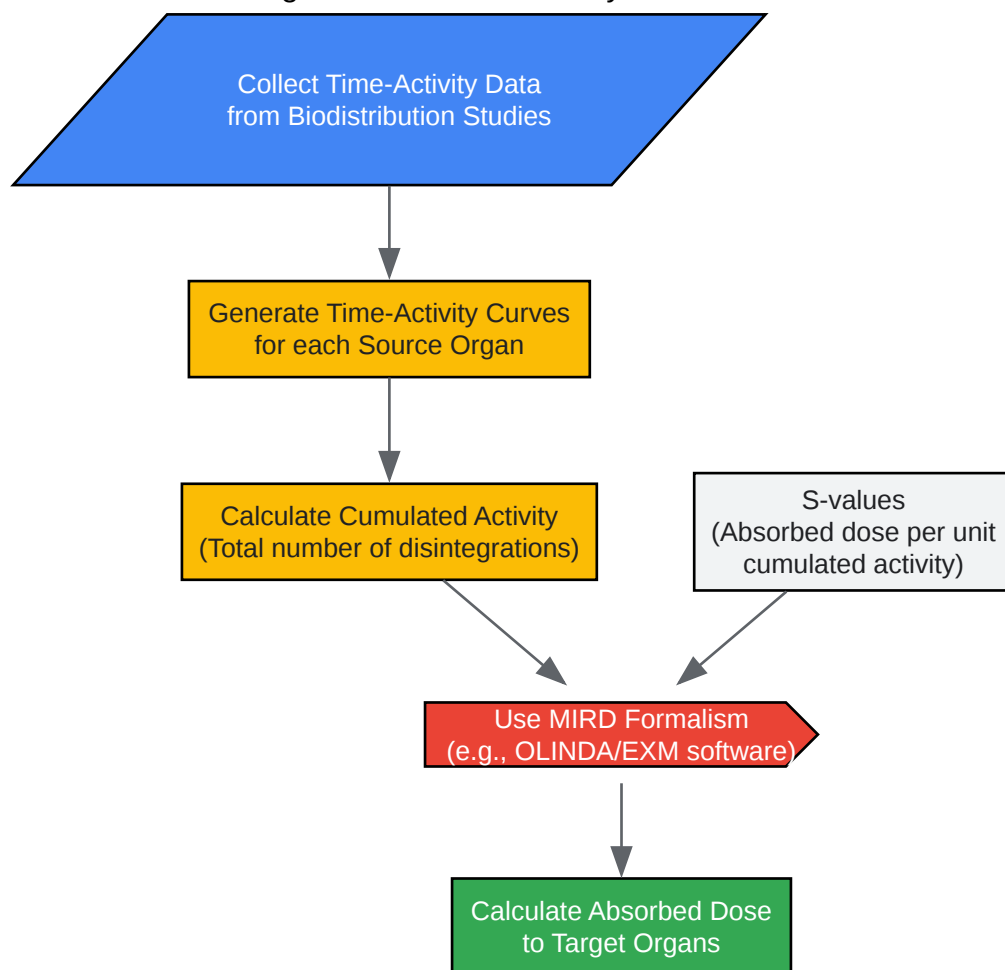 Collect Time-Activity Data
from Biodistribution Studies
Generate Time-Activity Curves
for each Source Organ
Calculate Cumulated Activity
(Total number of disintegrations)
S-values
(Absorbed dose per unit
cumulated activity)
Use MIRD Formalism
(e.g., OLINDA/EXM software)
Calculate Absorbed Dose
to Target Organs